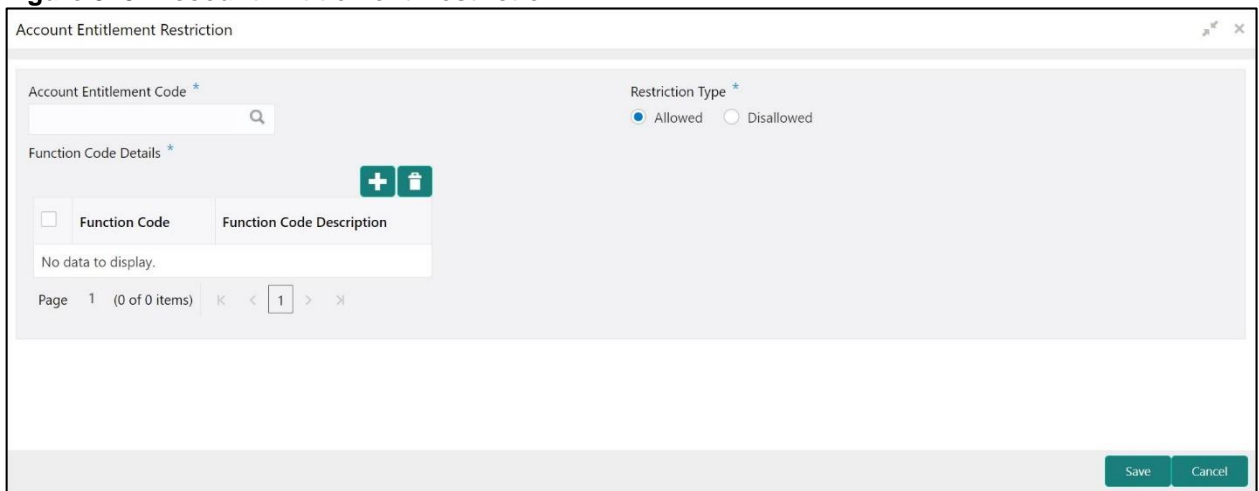 Account Entitlement Restriction
Account Entitlement Code *
Restriction Type *
Allowed Disallowed
Function Code Details *
Function Code Function Code Description
No data to display.
Page 1 (0 of 0 items) 1
Save Cancel